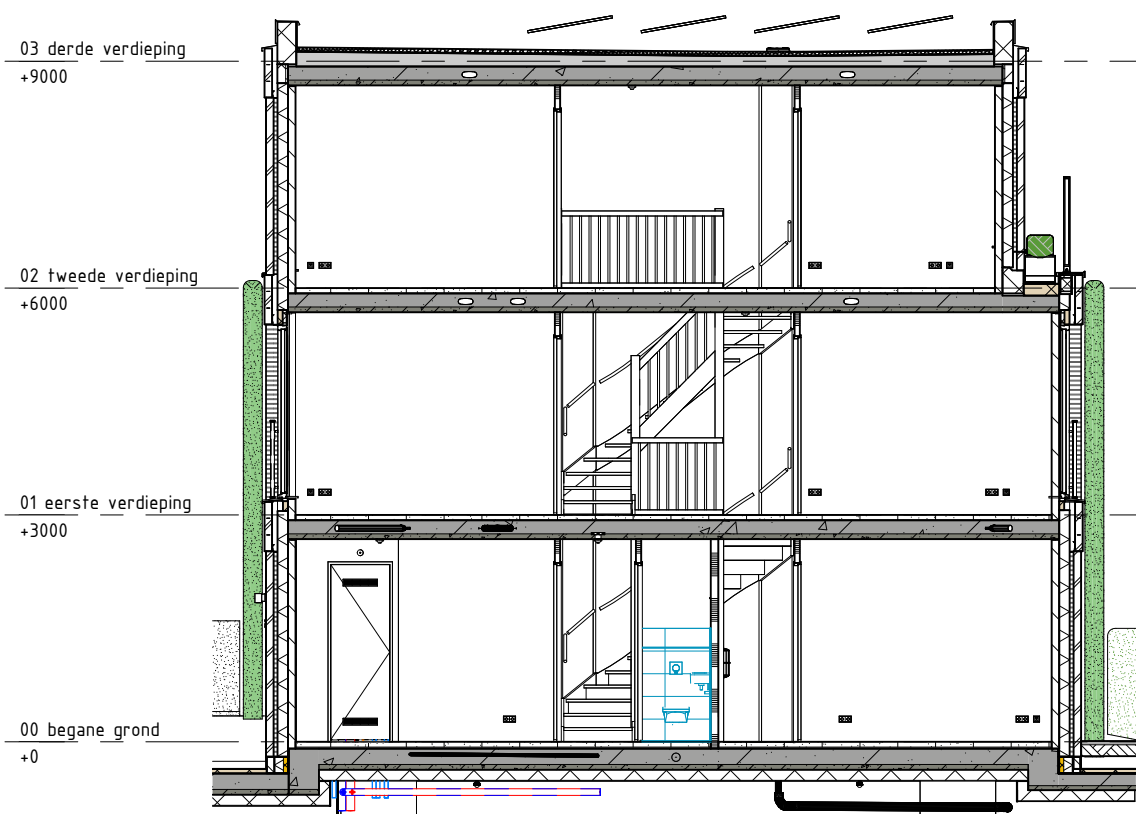 03 derde verdieping
+9000
02 tweede verdieping
+6000
01 eerste verdieping
+3000
00 begane grond
+0